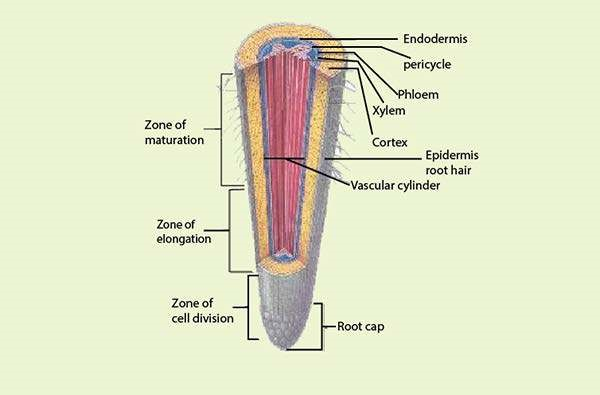 Endodermis
pericycle
Phloem
Xylem
Cortex
Epidermis
root hair
Vascular cylinder
Zone of
maturation
Zone of
elongation
Zone of
cell division
Root cap